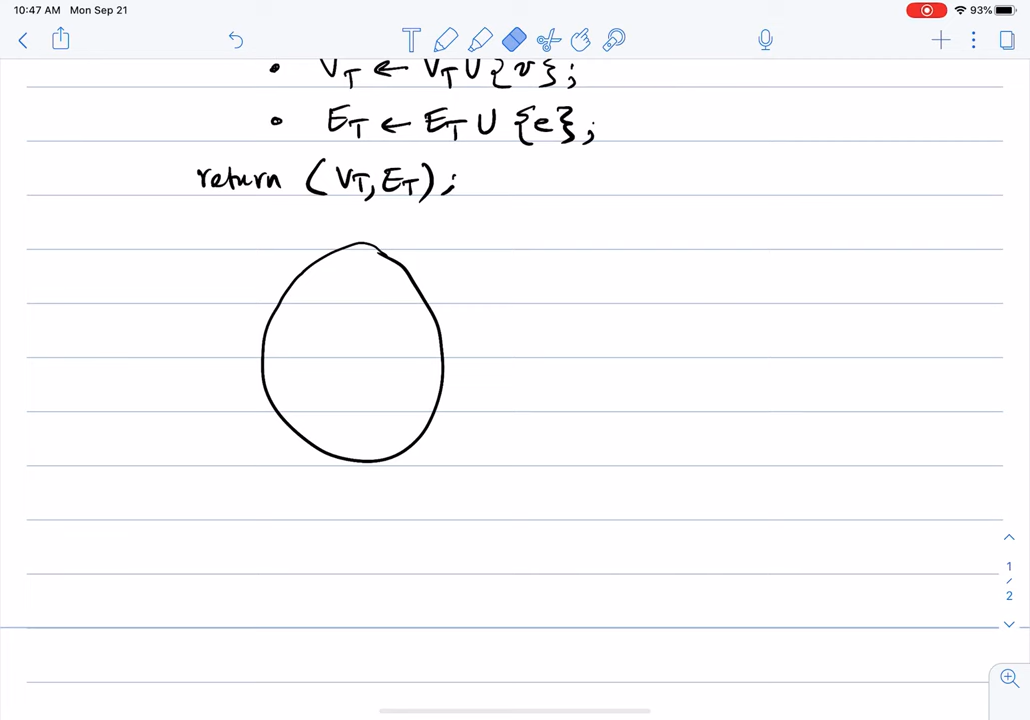 10:47 AM Mon Sep 21 93%
T
• V_T ← V_T ∪ {v};
• E_T ← E_T ∪ {e};
return (V_T, E_T);
1
/
2